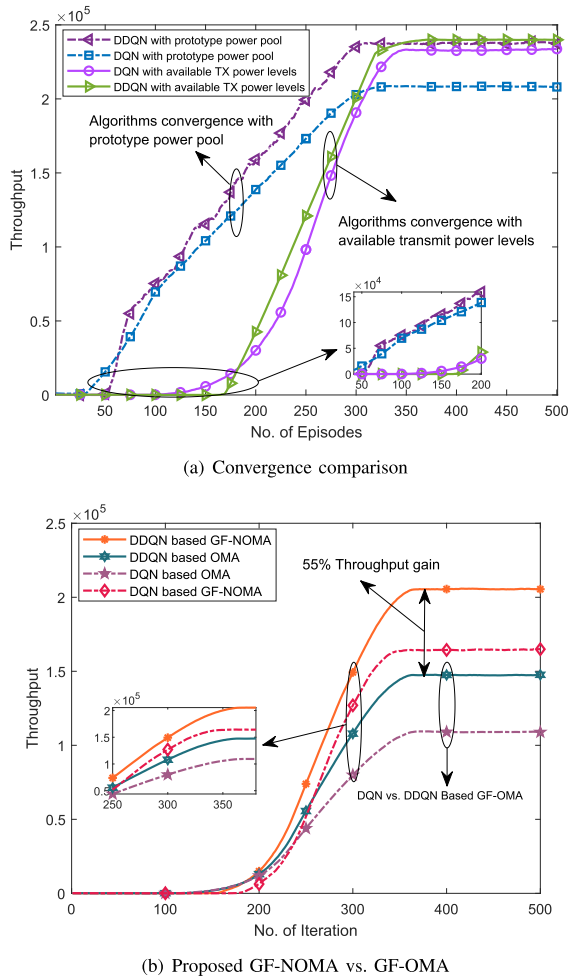 ×10^5
2.5
2
1.5
1
0.5
0
Throughput
DDQN with prototype power pool
DQN with prototype power pool
DQN with available TX power levels
DDQN with available TX power levels
Algorithms convergence with
prototype power pool
Algorithms convergence with
available transmit power levels
×10^4
15
10
5
0
50 100 150 200
50 100 150 200 250 300 350 400 450 500
No. of Episodes
(a) Convergence comparison
×10^5
2.5
2
1.5
1
0.5
0
Throughput
DDQN based GF-NOMA
DDQN based OMA
DQN based OMA
DQN based GF-NOMA
55% Throughput gain
×10^5
2
1.5
1
0.5
250 300 350
DQN vs. DDQN Based GF-OMA
0 100 200 300 400 500
No. of Iteration
(b) Proposed GF-NOMA vs. GF-OMA